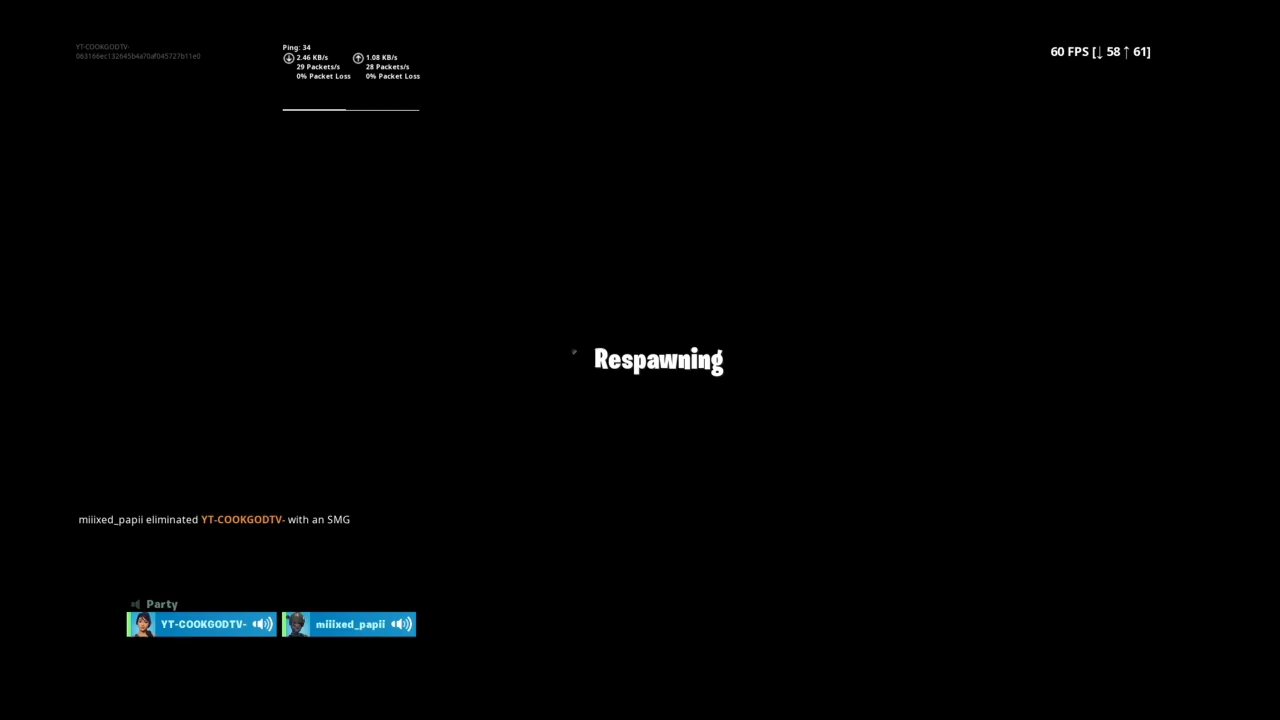 YT-COOKGODTV-
Ping: 34
2.46 KB/s
1.08 KB/s
29 Packets/s
28 Packets/s
0% Packet Loss
0% Packet Loss
60 FPS [↓ 58 ↑ 61]
Respawning
miiixed_papii eliminated YT-COOKGODTV- with an SMG
Party
YT-COOKGODTV-
miiixed_papii